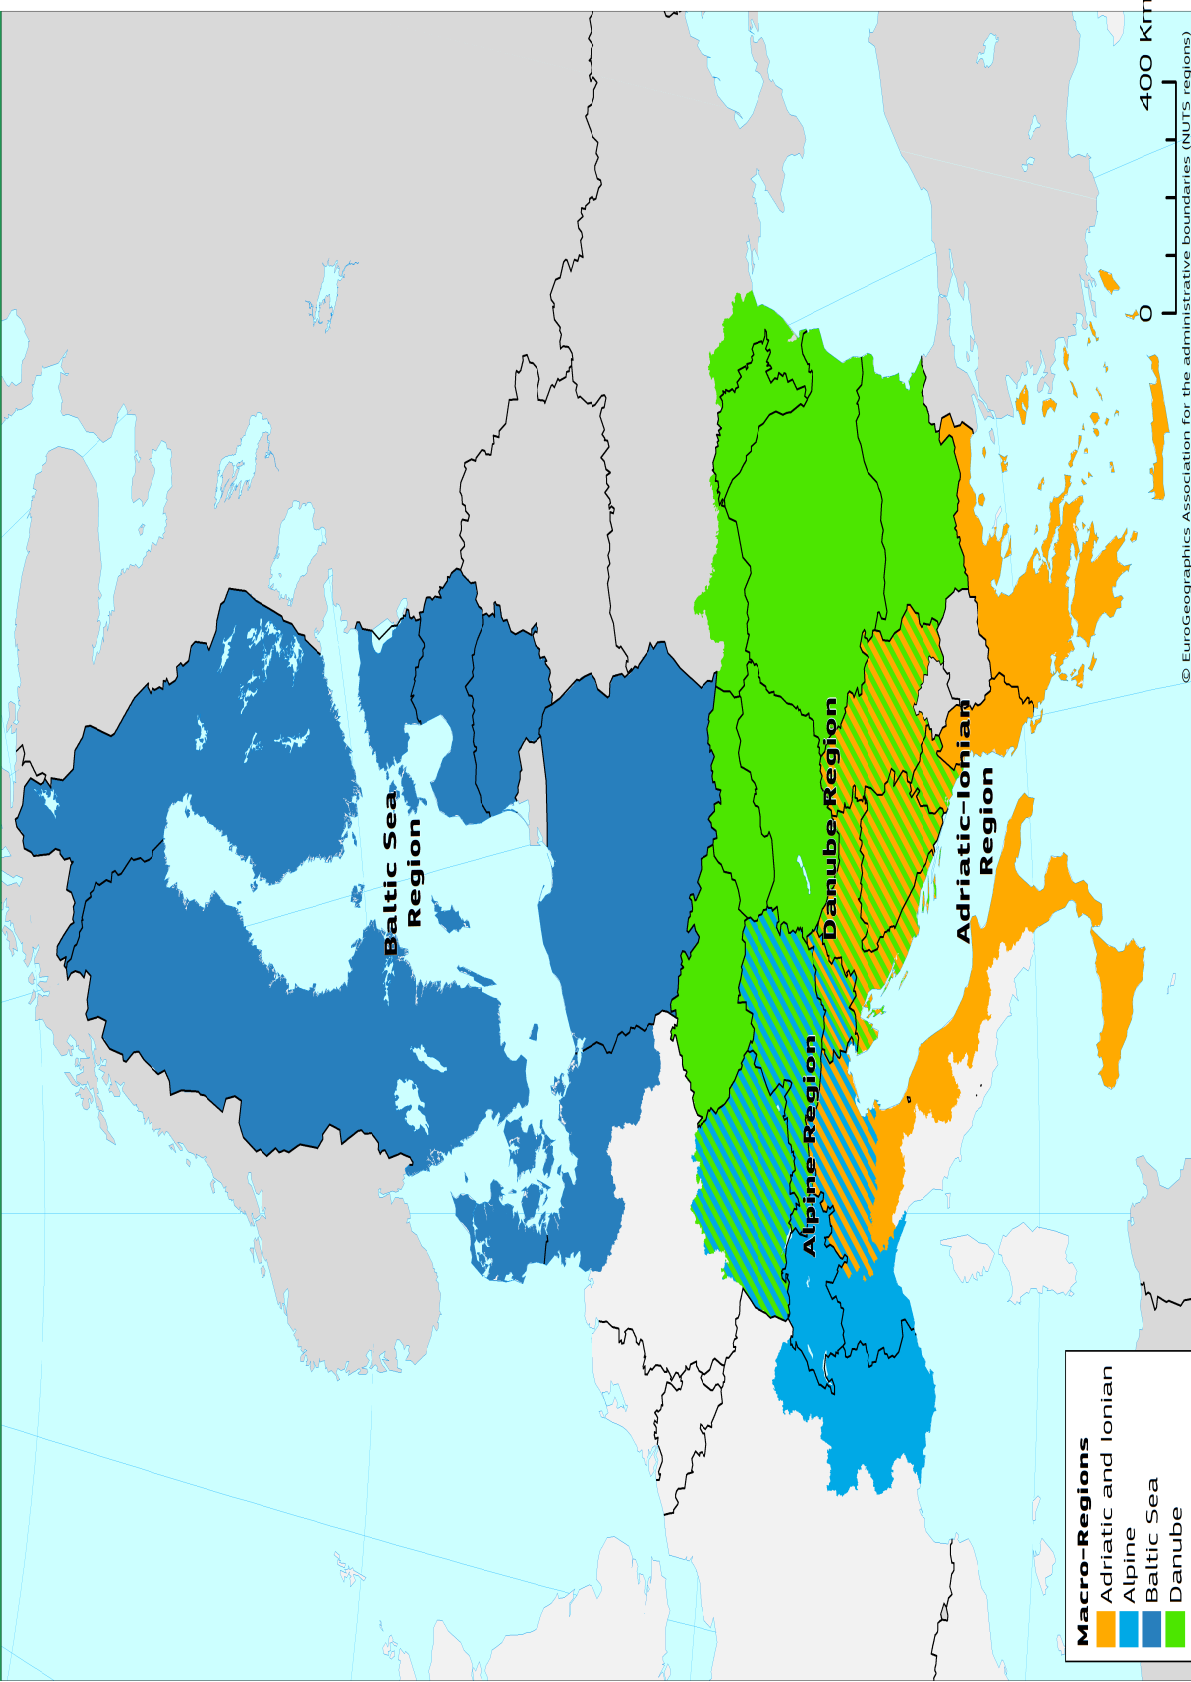 Baltic Sea
Region
Danube Region
Adriatic-Ionian
Region
Alpine Region
Macro-Regions
Adriatic and Ionian
Alpine
Baltic Sea
Danube
0 400 Km
© EuroGeographics Association for the administrative boundaries (NUTS regions)